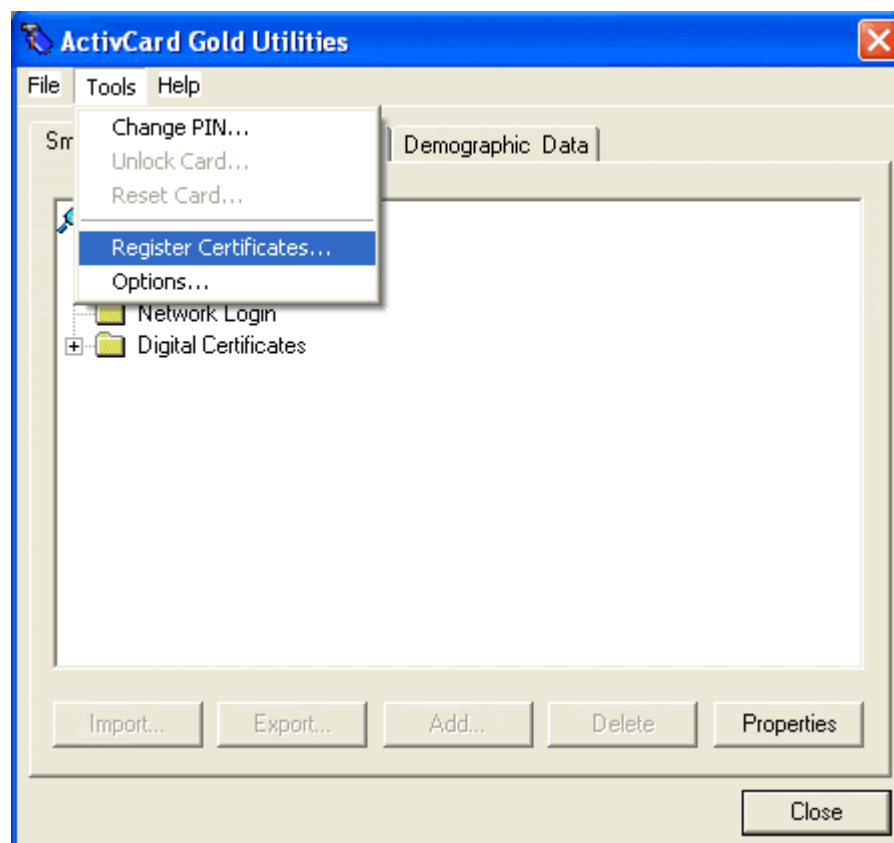 ActivCard Gold Utilities
File Tools Help
Change PIN...
Unlock Card...
Reset Card...
Register Certificates...
Options...
Demographic Data
Network Login
Digital Certificates
Import... Export... Add... Delete Properties
Close